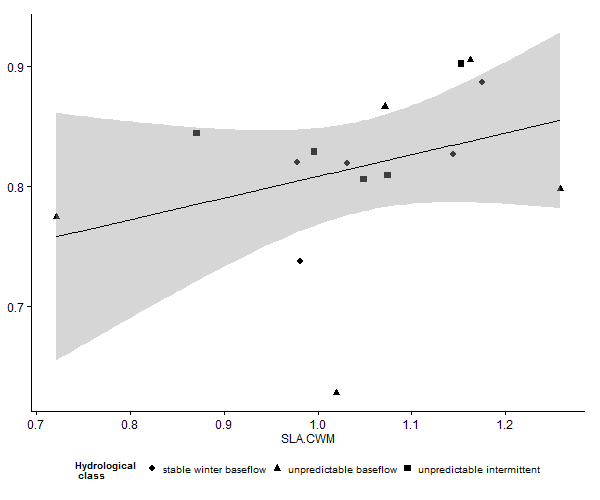 0.9
0.8
0.7
0.7 0.8 0.9 1.0 1.1 1.2
SLA.CWM
Hydrological
class
stable winter baseflow unpredictable baseflow unpredictable intermittent